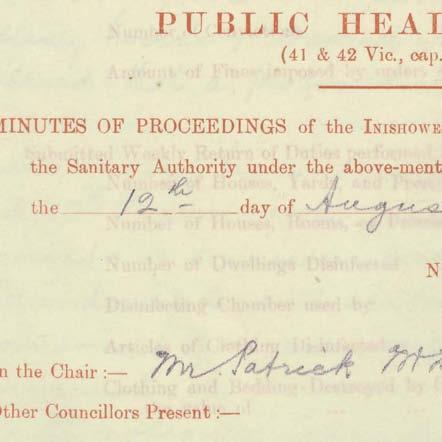 PUBLIC HEAL
(41 & 42 Vic., cap.
MINUTES OF PROCEEDINGS of the INISHOWE
the Sanitary Authority under the above-ment
the 12th day of Augus
N
n the Chair :— Mr. Patrick
Other Councillors Present :—